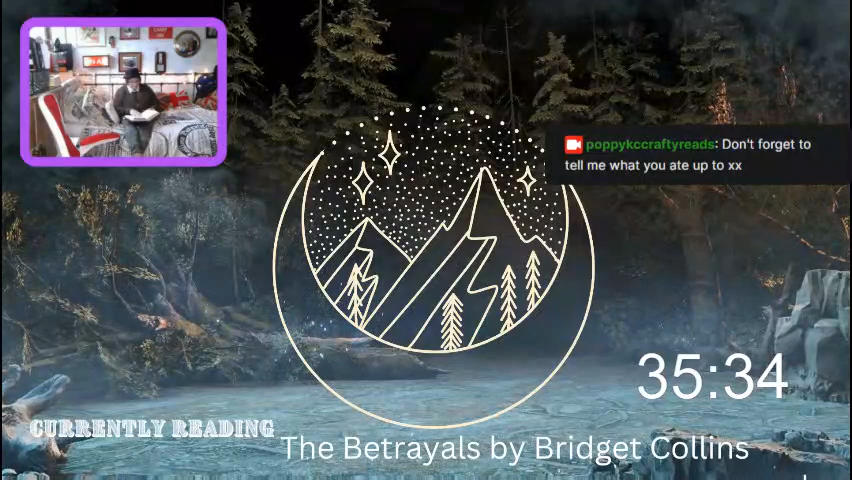 poppykccraftyreads: Don't forget to
tell me what you ate up to xx
35:34
CURRENTLY READING
The Betrayals by Bridget Collins